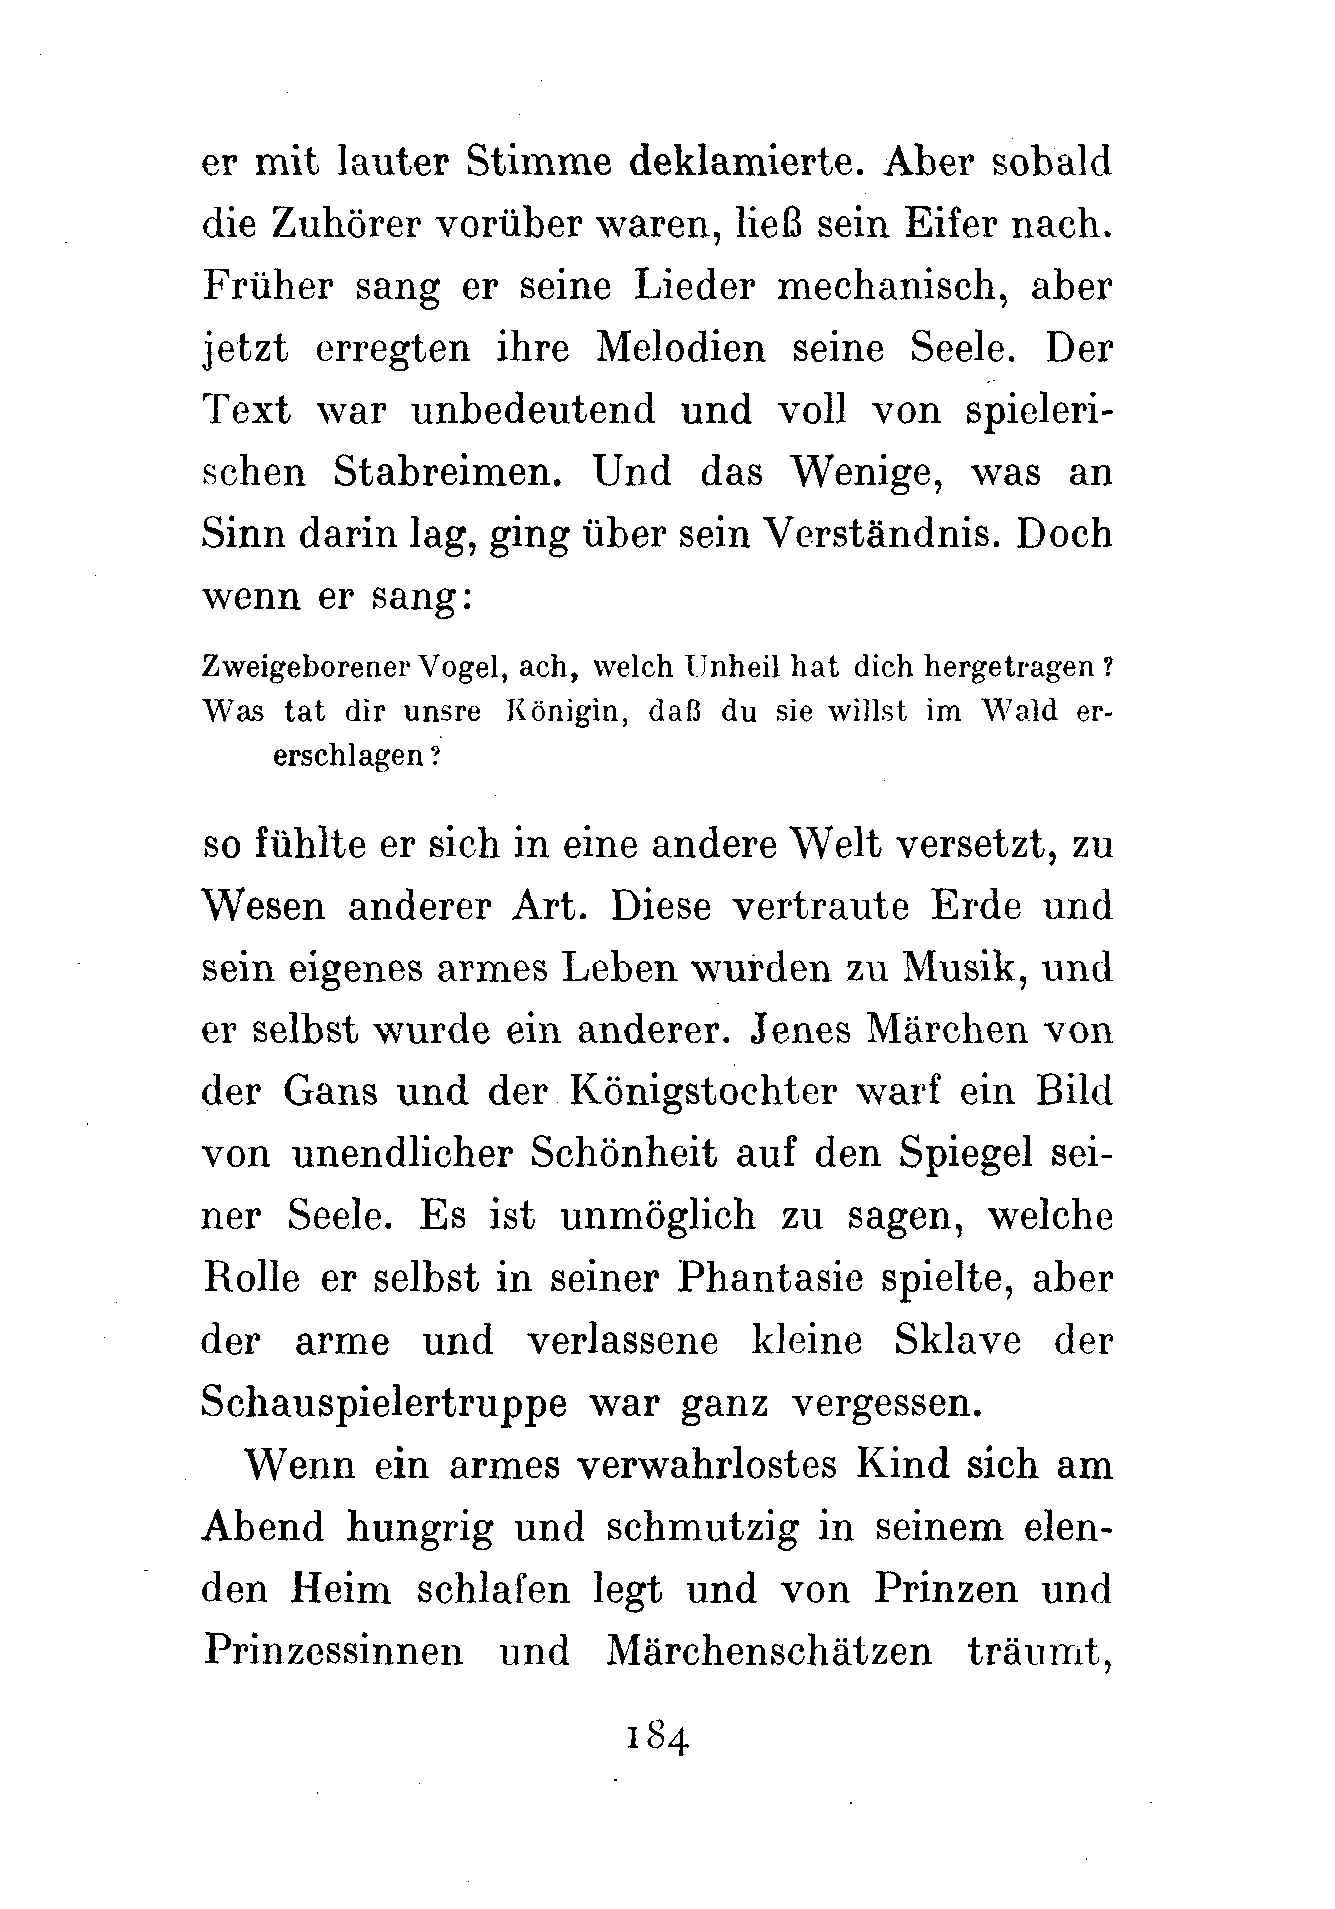 er mit lauter Stimme deklamierte. Aber sobald
die Zuhörer vorüber waren, ließ sein Eifer nach.
Früher sang er seine Lieder mechanisch, aber
jetzt erregten ihre Melodien seine Seele. Der
Text war unbedeutend und voll von spieleri-
schen Stabreimen. Und das Wenige, was an
Sinn darin lag, ging über sein Verständnis. Doch
wenn er sang:
Zweigeborener Vogel, ach, welch Unheil hat dich hergetragen?
Was tat dir unsre Königin, daß du sie willst im Wald er-
erschlagen?
so fühlte er sich in eine andere Welt versetzt, zu
Wesen anderer Art. Diese vertraute Erde und
sein eigenes armes Leben wurden zu Musik, und
er selbst wurde ein anderer. Jenes Märchen von
der Gans und der Königstochter warf ein Bild
von unendlicher Schönheit auf den Spiegel sei-
ner Seele. Es ist unmöglich zu sagen, welche
Rolle er selbst in seiner Phantasie spielte, aber
der arme und verlassene kleine Sklave der
Schauspielertruppe war ganz vergessen.
Wenn ein armes verwahrlostes Kind sich am
Abend hungrig und schmutzig in seinem elen-
den Heim schlafen legt und von Prinzen und
Prinzessinnen und Märchenschätzen träumt,
184